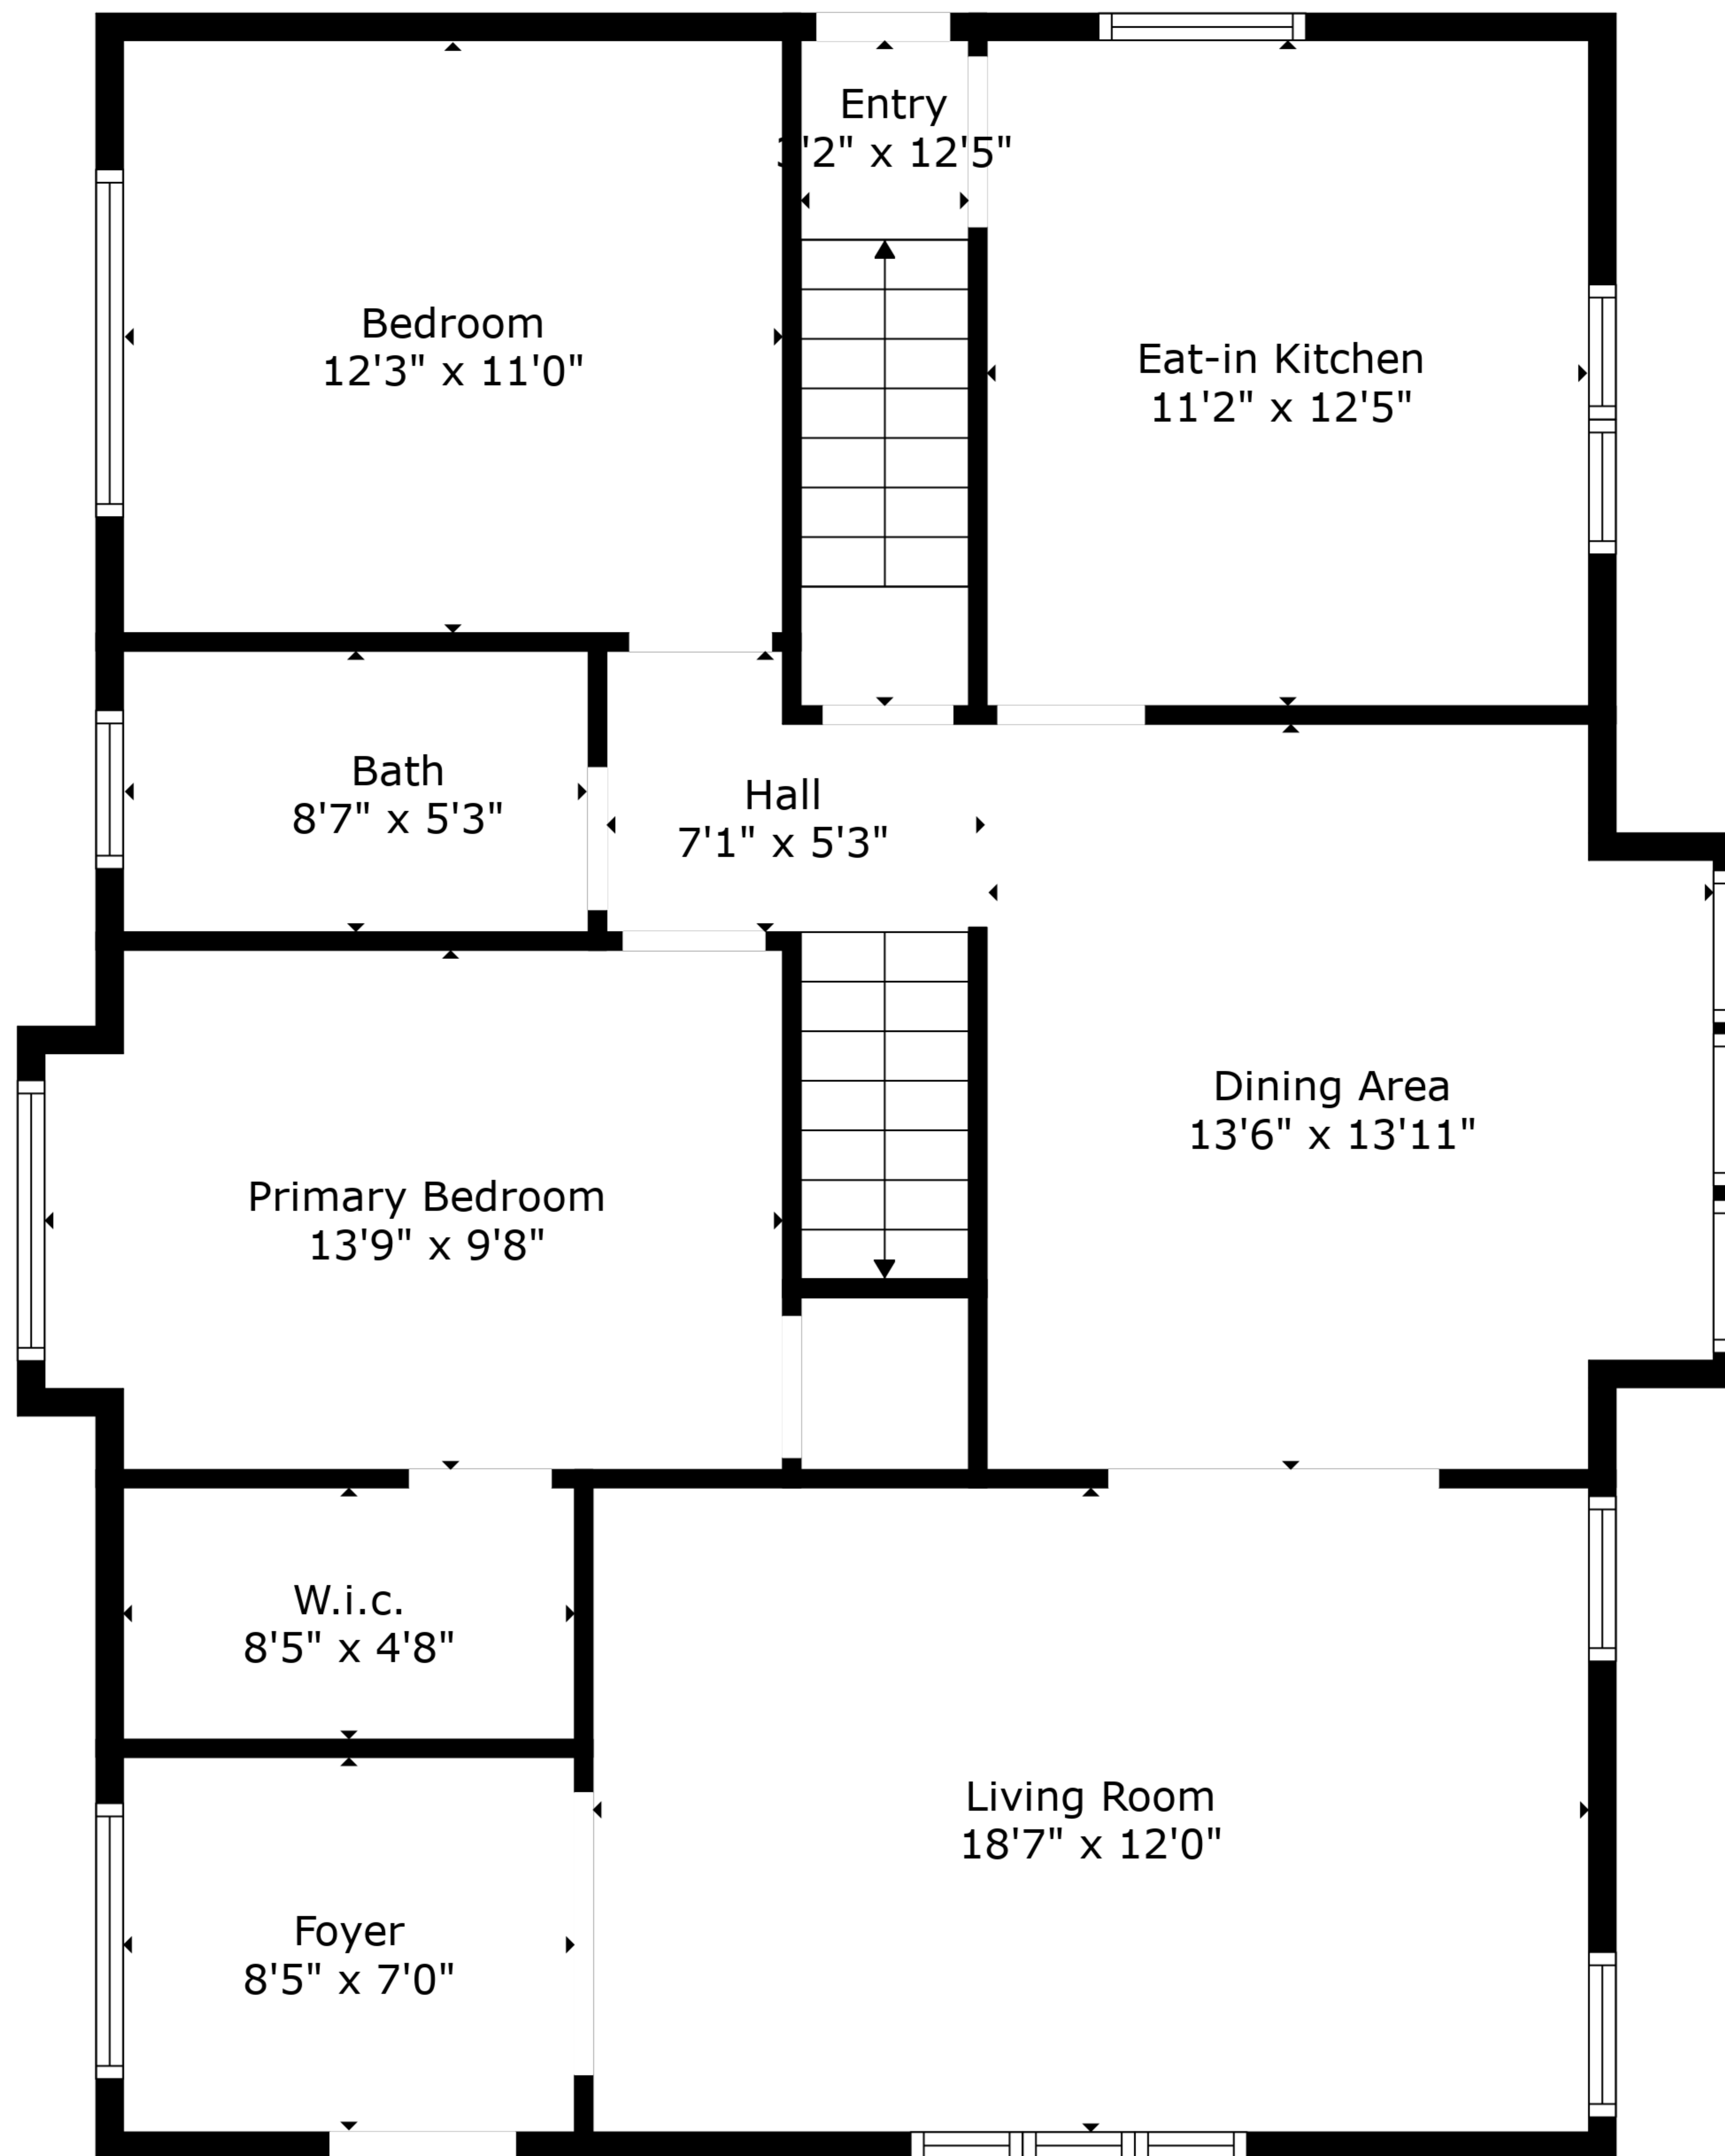 Entry
3'2" x 12'5"
Bedroom
12'3" x 11'0"
Eat-in Kitchen
11'2" x 12'5"
Bath
8'7" x 5'3"
Hall
7'1" x 5'3"
Dining Area
13'6" x 13'11"
Primary Bedroom
13'9" x 9'8"
W.i.c.
8'5" x 4'8"
Living Room
18'7" x 12'0"
Foyer
8'5" x 7'0"